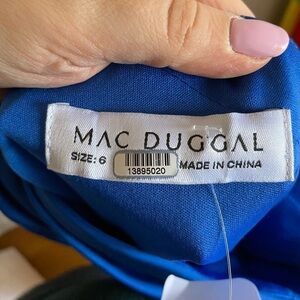 MAC DUGGAL
SIZE: 6
13895020
MADE IN CHINA